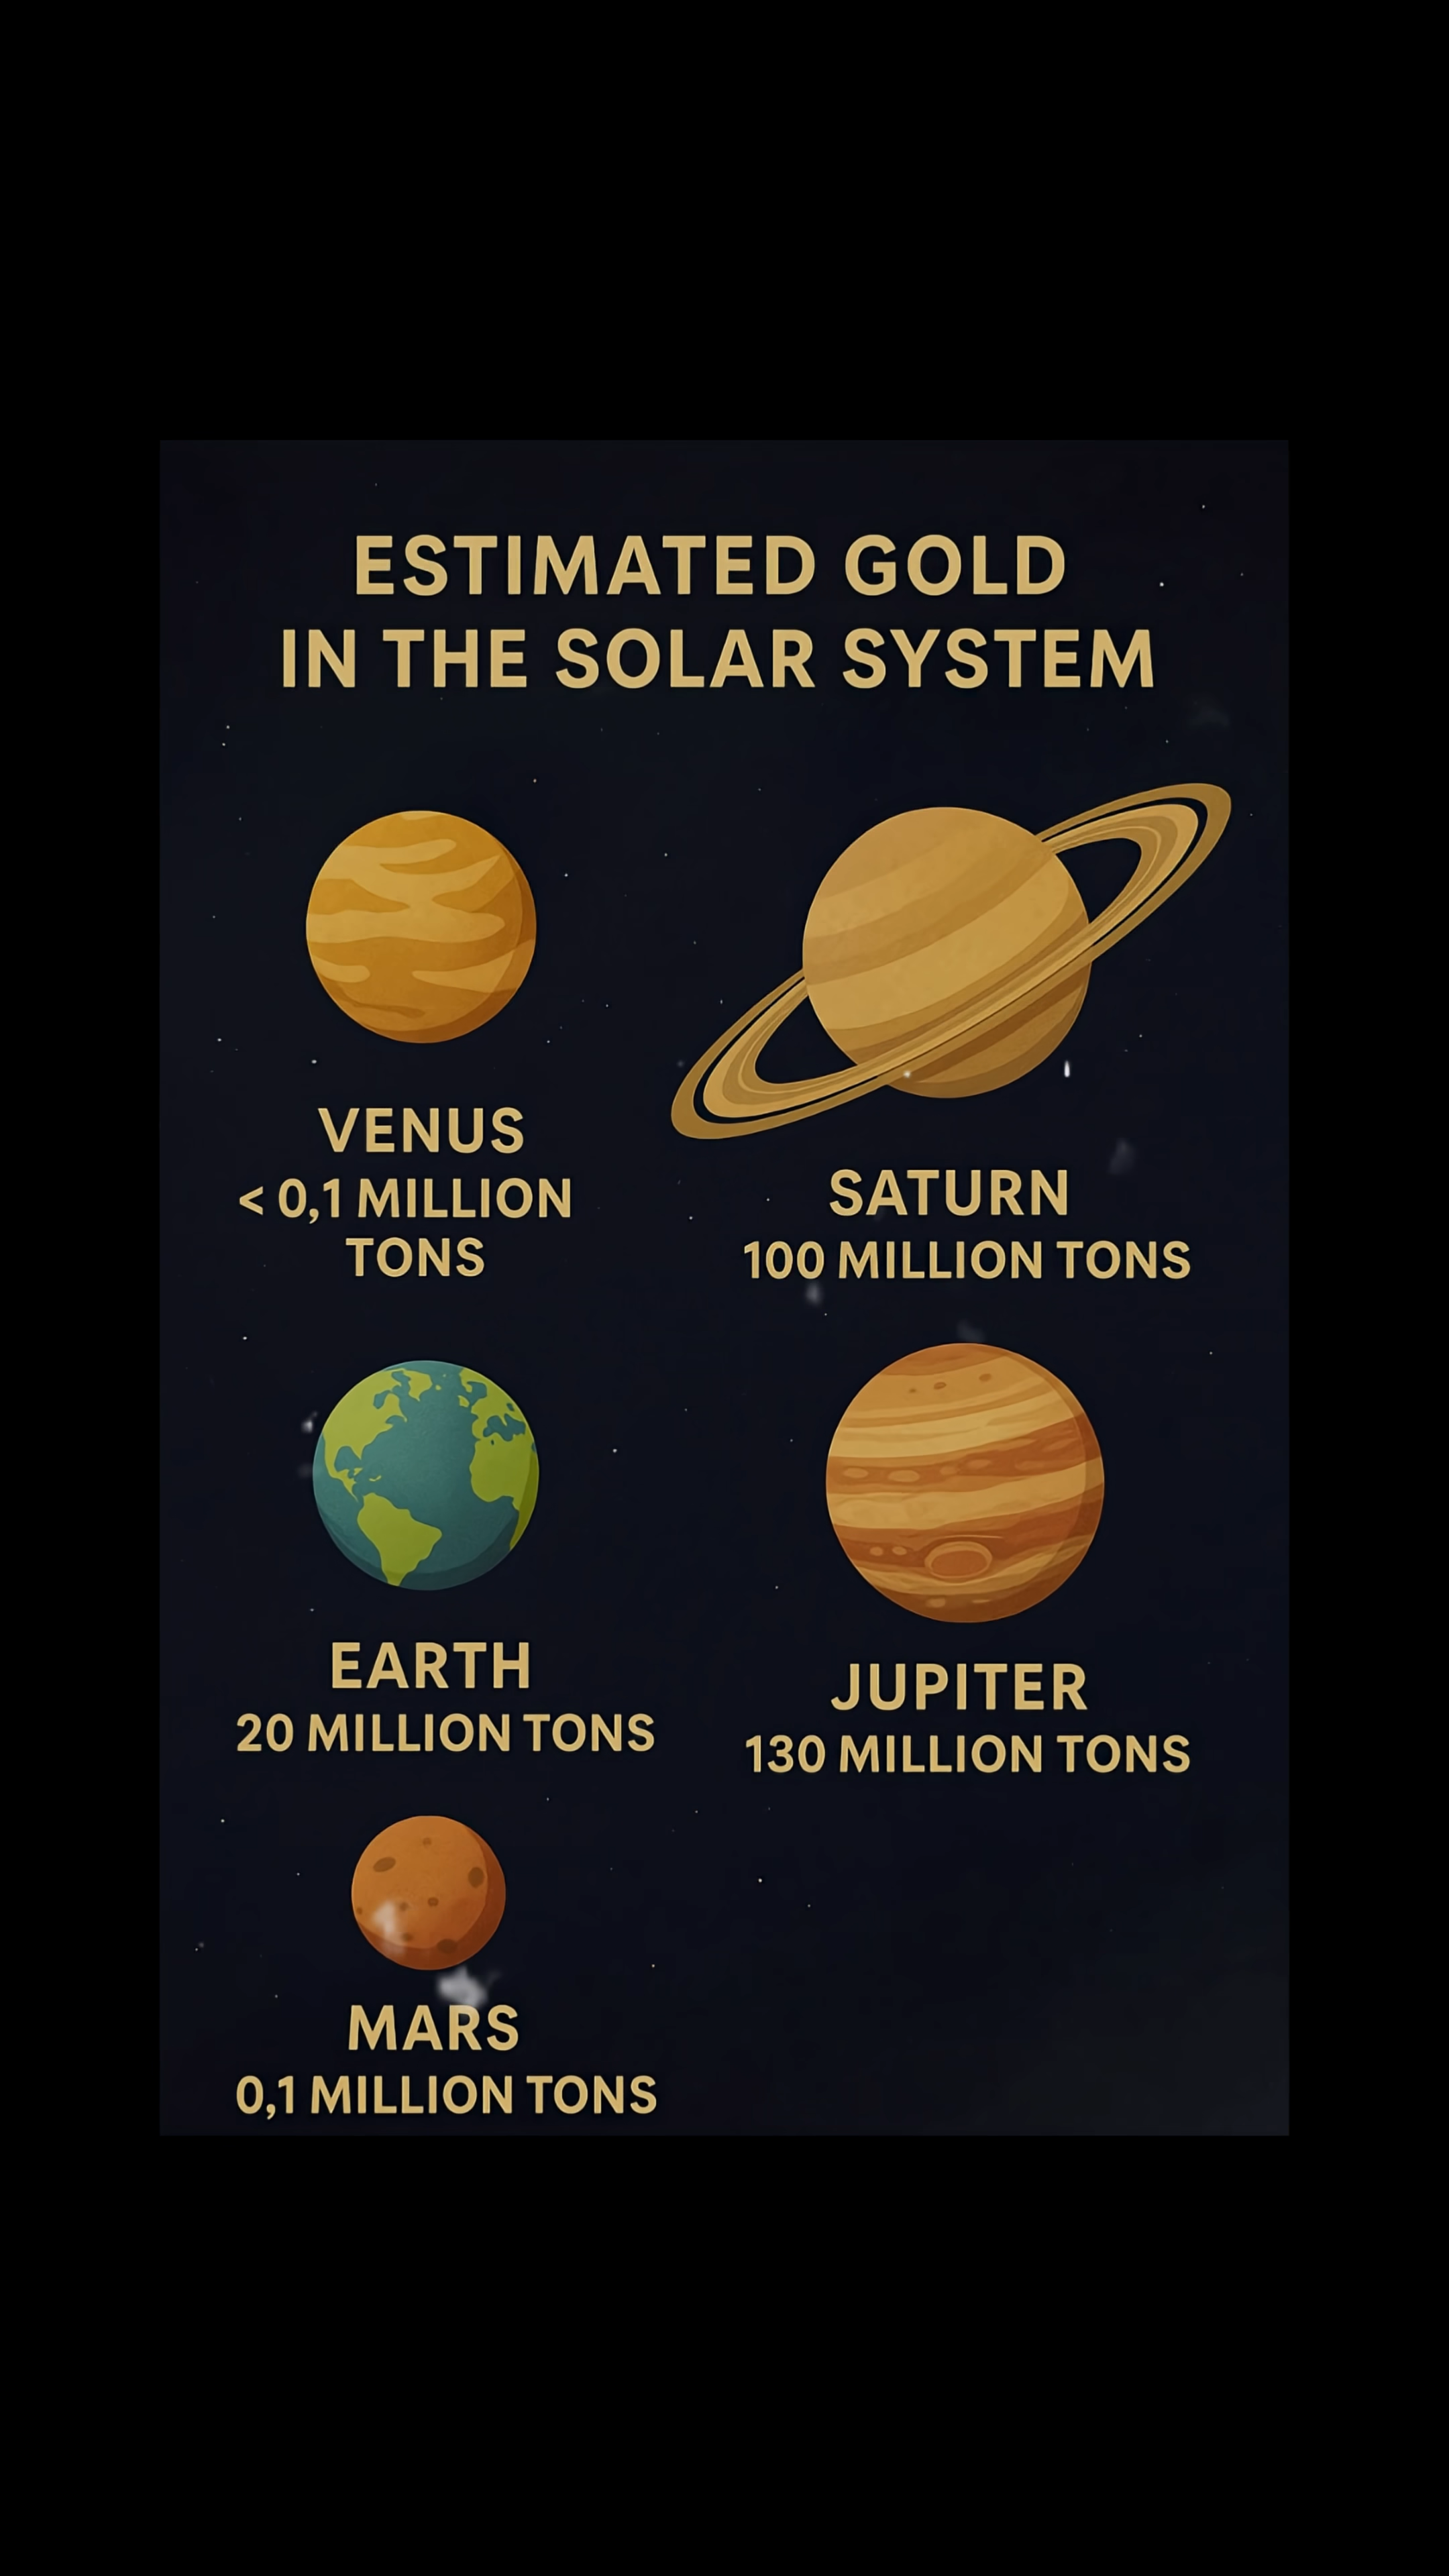 ESTIMATED GOLD
IN THE SOLAR SYSTEM
VENUS
< 0,1 MILLION
TONS
SATURN
100 MILLION TONS
EARTH
20 MILLION TONS
JUPITER
130 MILLION TONS
MARS
0,1 MILLION TONS